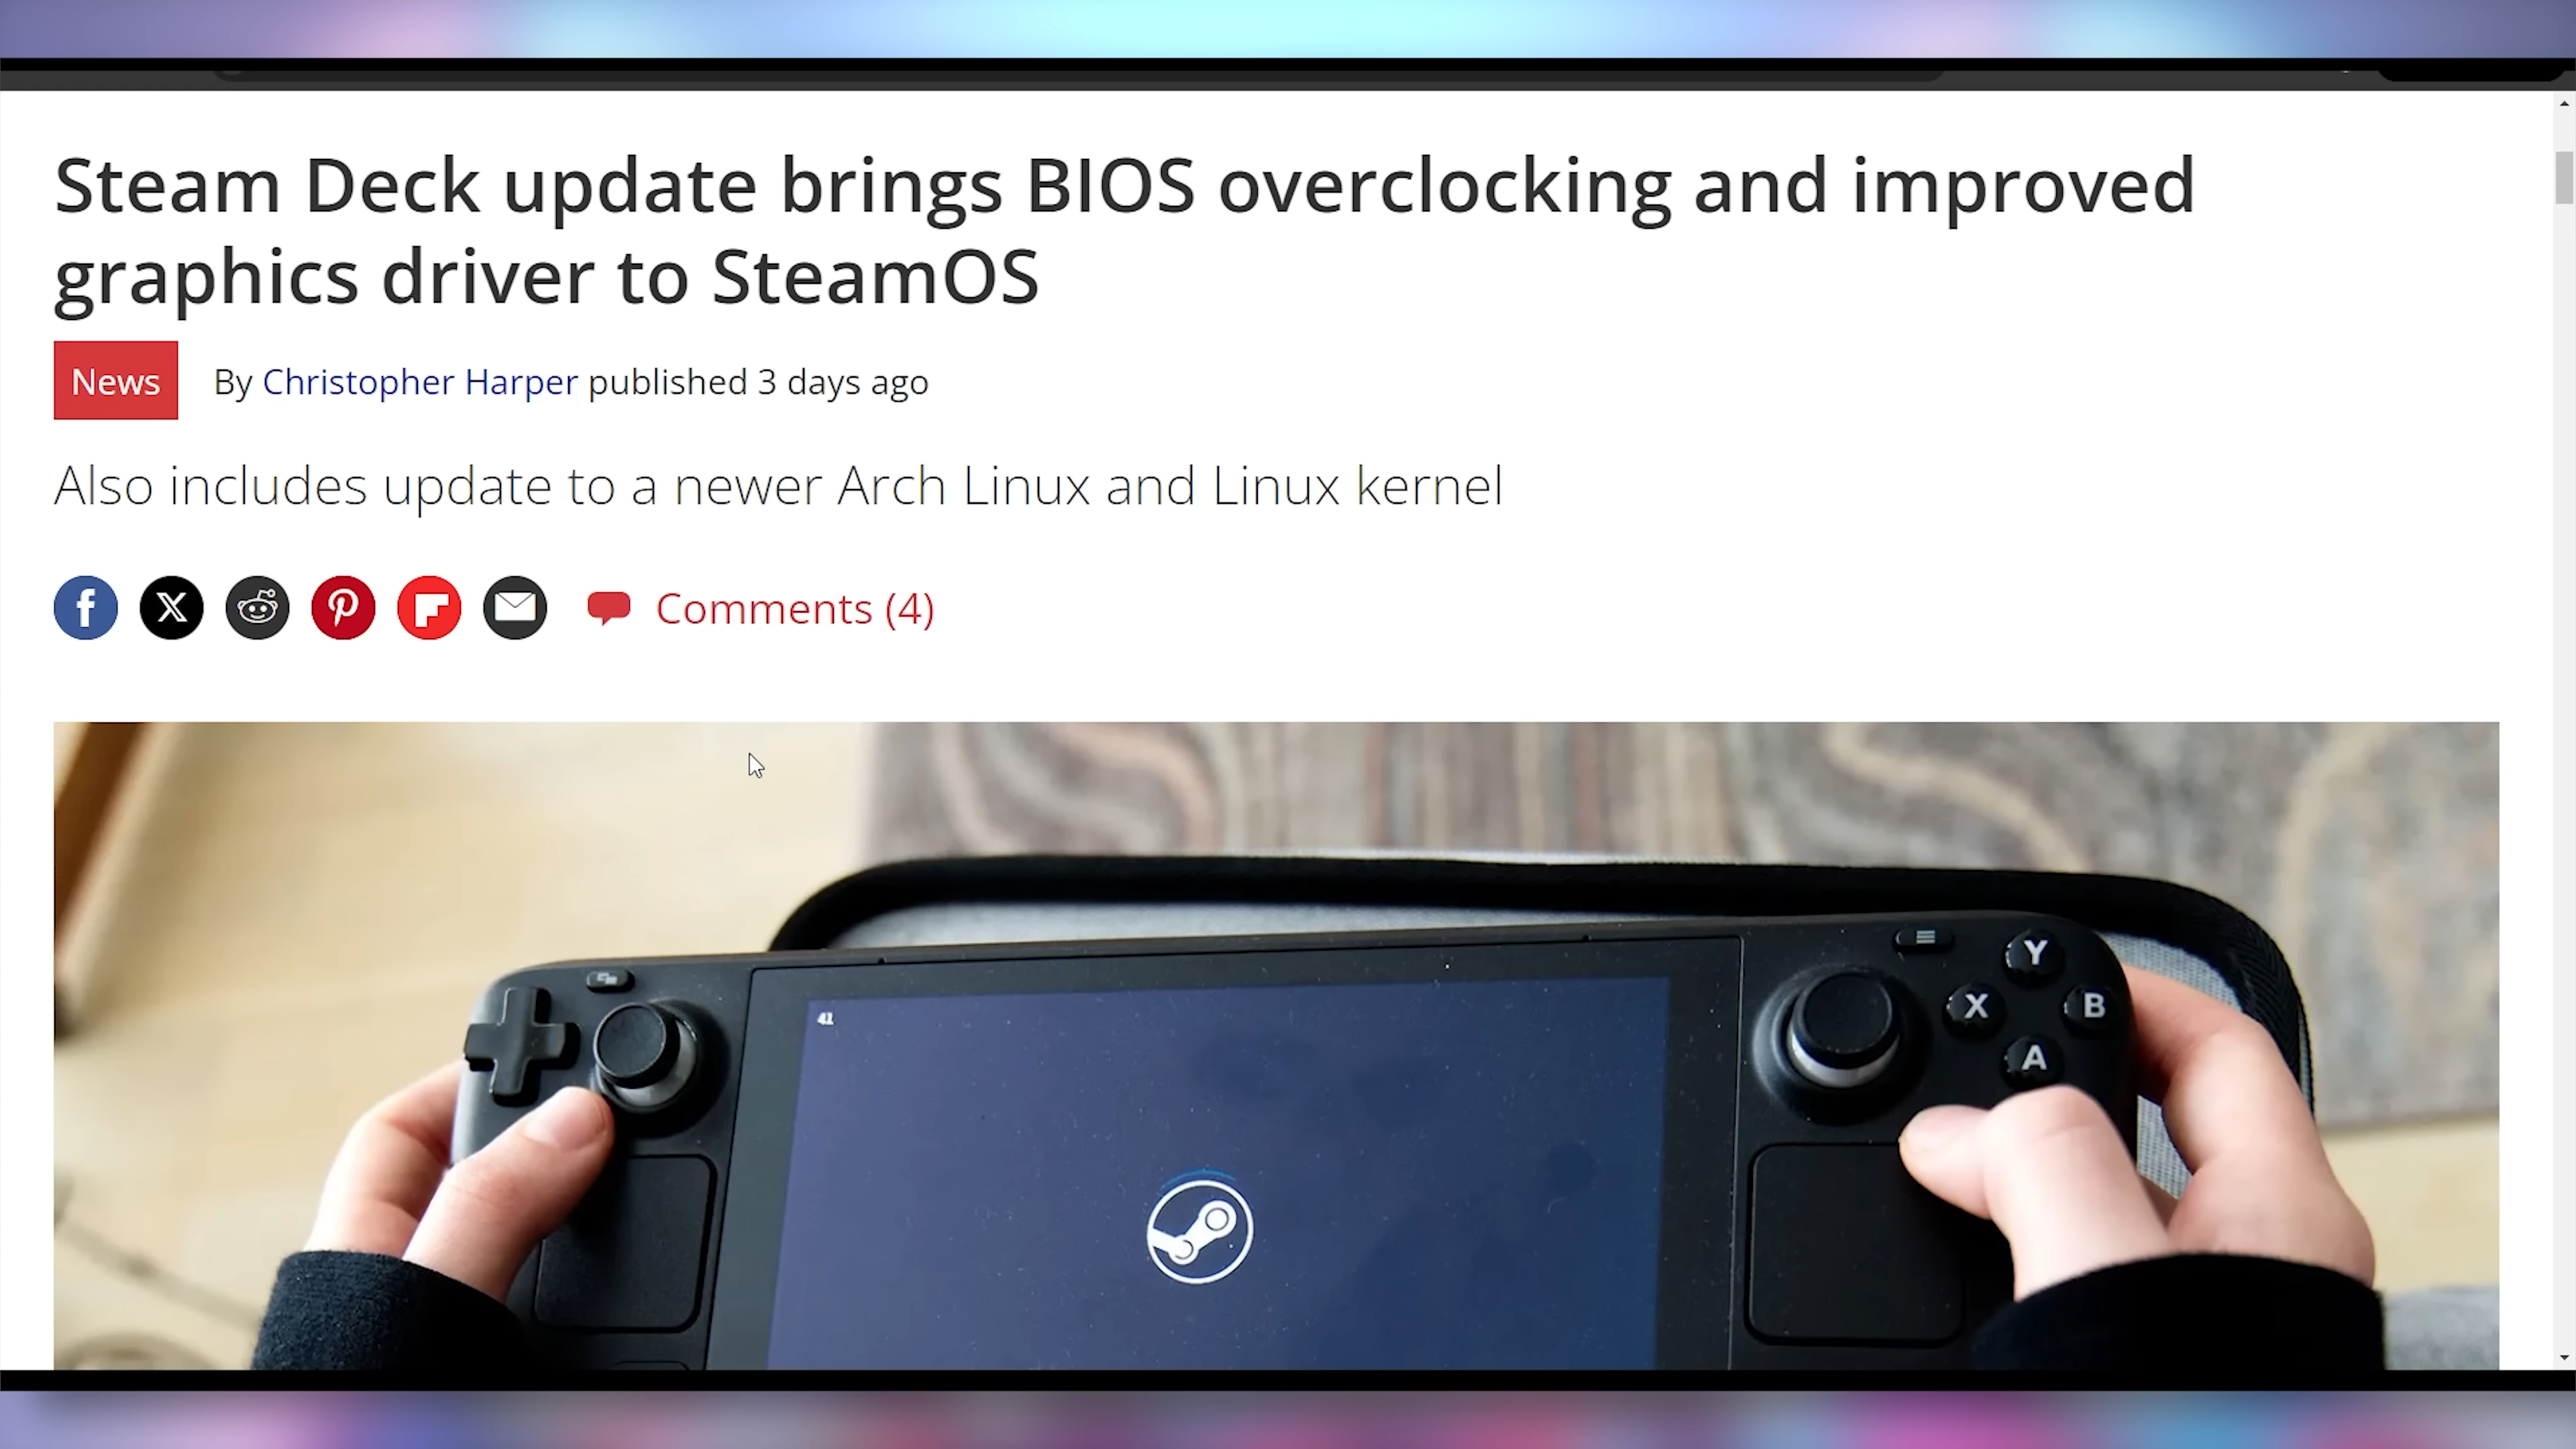 Steam Deck update brings BIOS overclocking and improved
graphics driver to SteamOS
News By Christopher Harper published 3 days ago
Also includes update to a newer Arch Linux and Linux kernel
Comments (4)
41
Y
X B
A